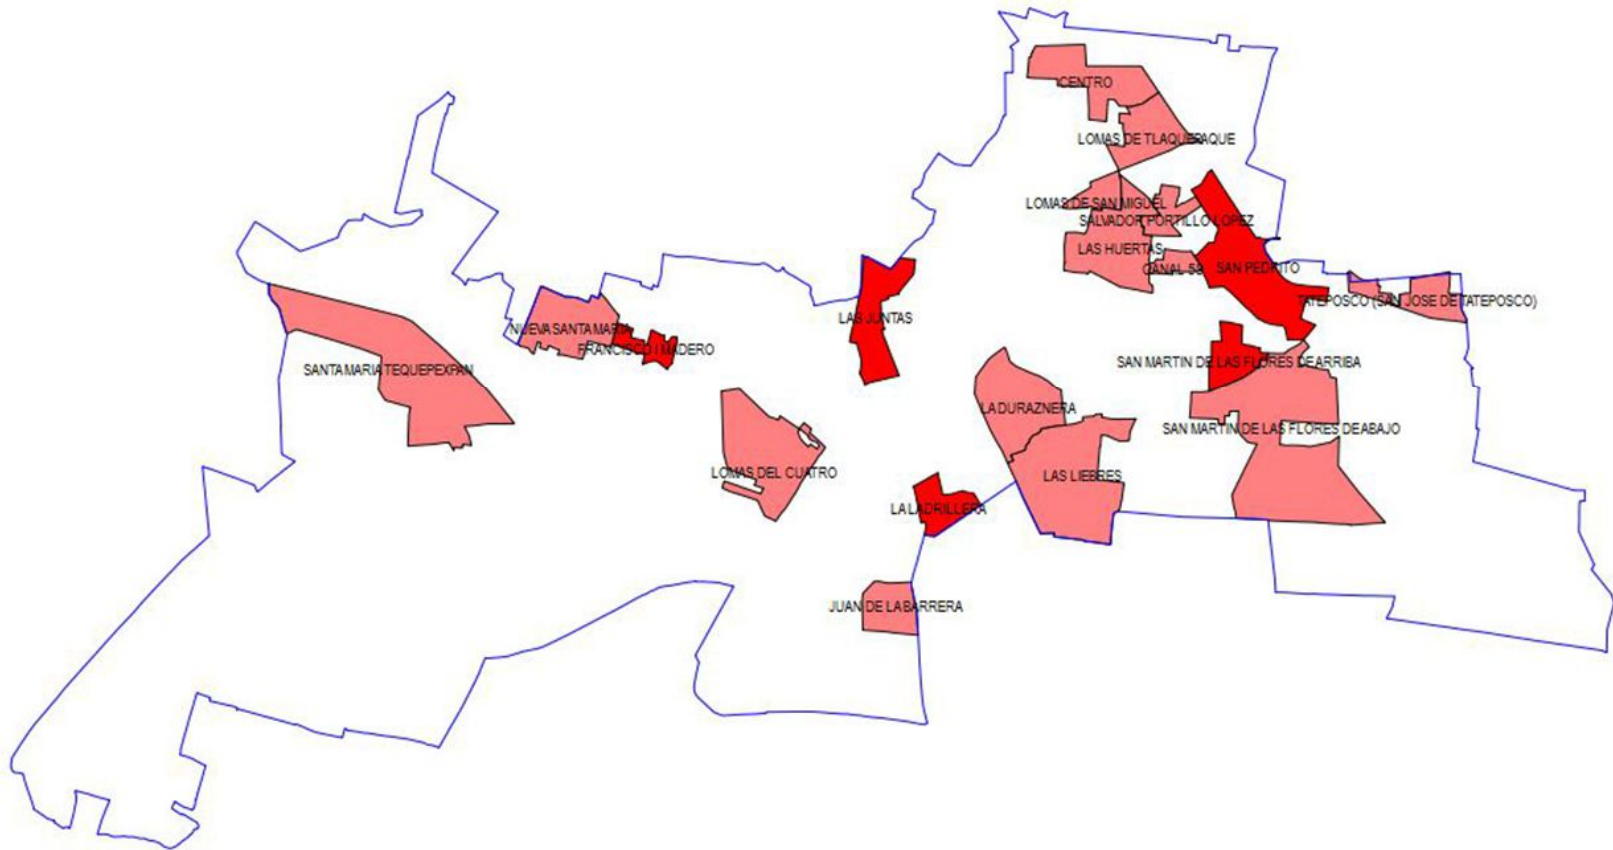 CENTRO
LOMAS DE TLAQUEPAQUE
LOMAS DE SAN MIGUEL
SALVADOR PORTILLO LOPEZ
LAS HUERTAS
CANAL 58
SAN PEDRITO
TATEPOSCO (SAN JOSE DE TATEPOSCO)
LAS JUNTAS
NUEVA SANTA MARIA
FRANCISCO I MADERO
SANTA MARIA TEQUEPEXPAN
SAN MARTIN DE LAS FLORES DE ARRIBA
LA DURAZNERA
SAN MARTIN DE LAS FLORES DE ABAJO
LOMAS DEL CUATRO
LAS LIEBRES
LA LADRILLERA
JUAN DE LA BARRERA